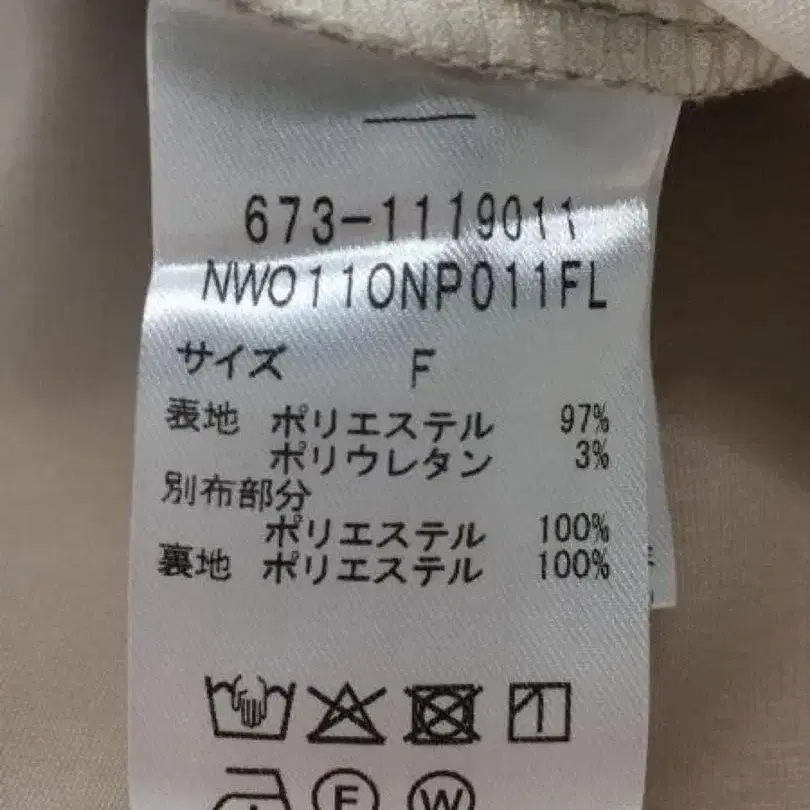 673-1119011
NW0110NP011FL
サイズ F
表地 ポリエステル 97%
ポリウレタン 3%
別布部分
ポリエステル 100%
裏地 ポリエステル 100%
F W